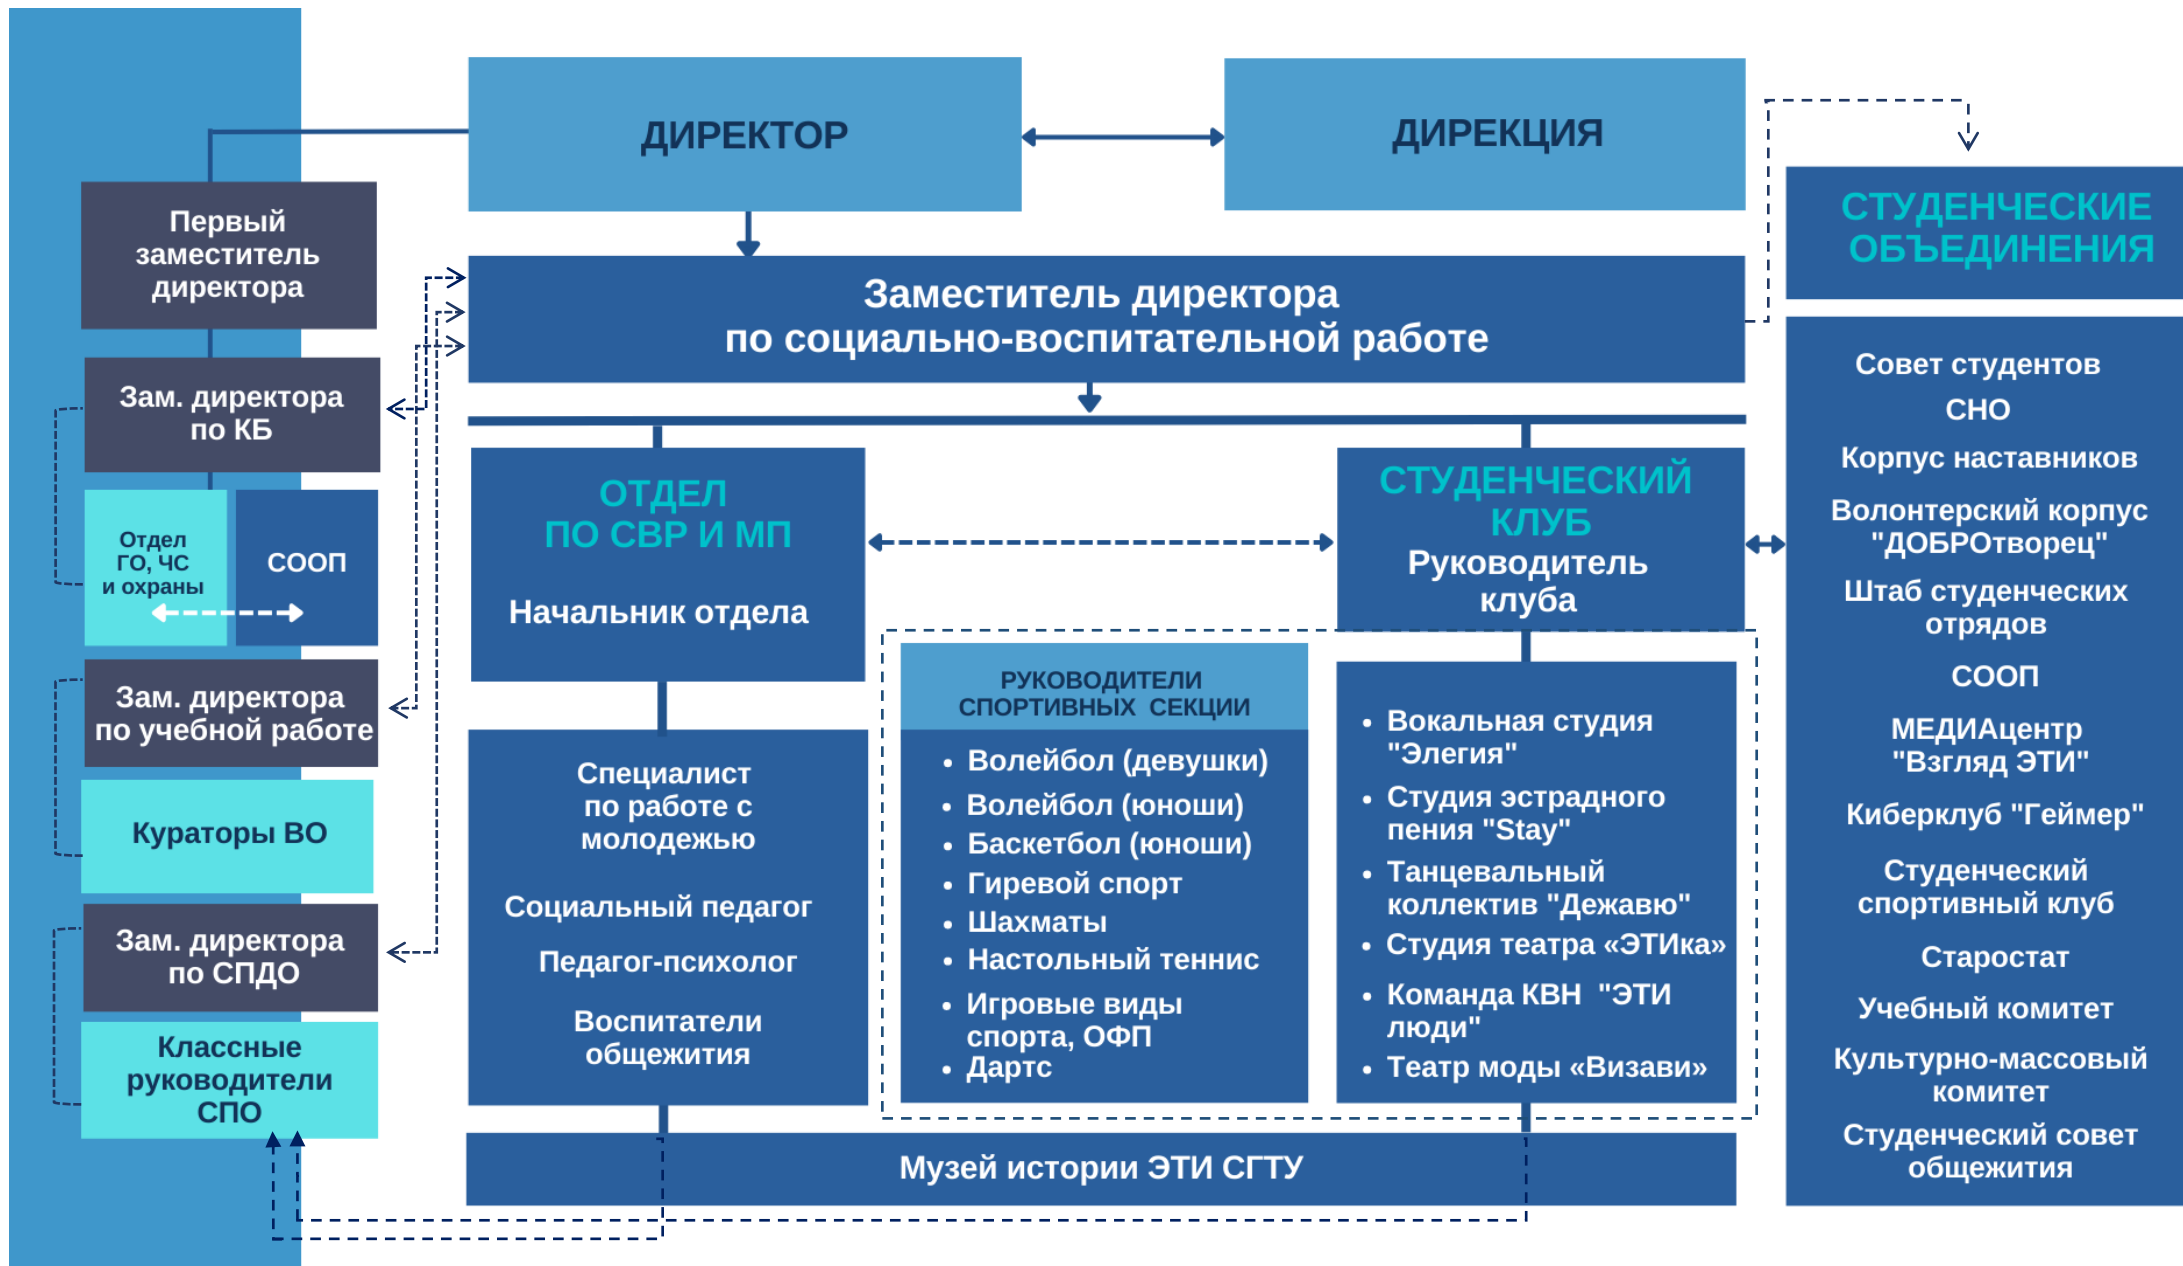 ДИРЕКТОР
ДИРЕКЦИЯ
Первый
заместитель
директора
Зам. директора
по КБ
Отдел
ГО, ЧС
и охраны
СООП
Зам. директора
по учебной работе
Кураторы ВО
Зам. директора
по СПДО
Классные
руководители
СПО
Заместитель директора
по социально-воспитательной работе
ОТДЕЛ
ПО СВР И МП
Начальник отдела
Специалист
по работе с
молодежью
Социальный педагог
Педагог-психолог
Воспитатели
общежития
РУКОВОДИТЕЛИ
СПОРТИВНЫХ СЕКЦИИ
• Волейбол (девушки)
• Волейбол (юноши)
• Баскетбол (юноши)
• Гиревой спорт
• Шахматы
• Настольный теннис
• Игровые виды
спорта, ОФП
• Дартс
СТУДЕНЧЕСКИЙ
КЛУБ
Руководитель
клуба
• Вокальная студия
"Элегия"
• Студия эстрадного
пения "Stay"
• Танцевальный
коллектив "Дежавю"
• Студия театра «ЭТИка»
• Команда КВН "ЭТИ
люди"
• Театр моды «Визави»
Музей истории ЭТИ СГТУ
СТУДЕНЧЕСКИЕ
ОБЪЕДИНЕНИЯ
Совет студентов
СНО
Корпус наставников
Волонтерский корпус
"ДОБРОтворец"
Штаб студенческих
отрядов
СООП
МЕДИАцентр
"Взгляд ЭТИ"
Киберклуб "Геймер"
Студенческий
спортивный клуб
Старостат
Учебный комитет
Культурно-массовый
комитет
Студенческий совет
общежития